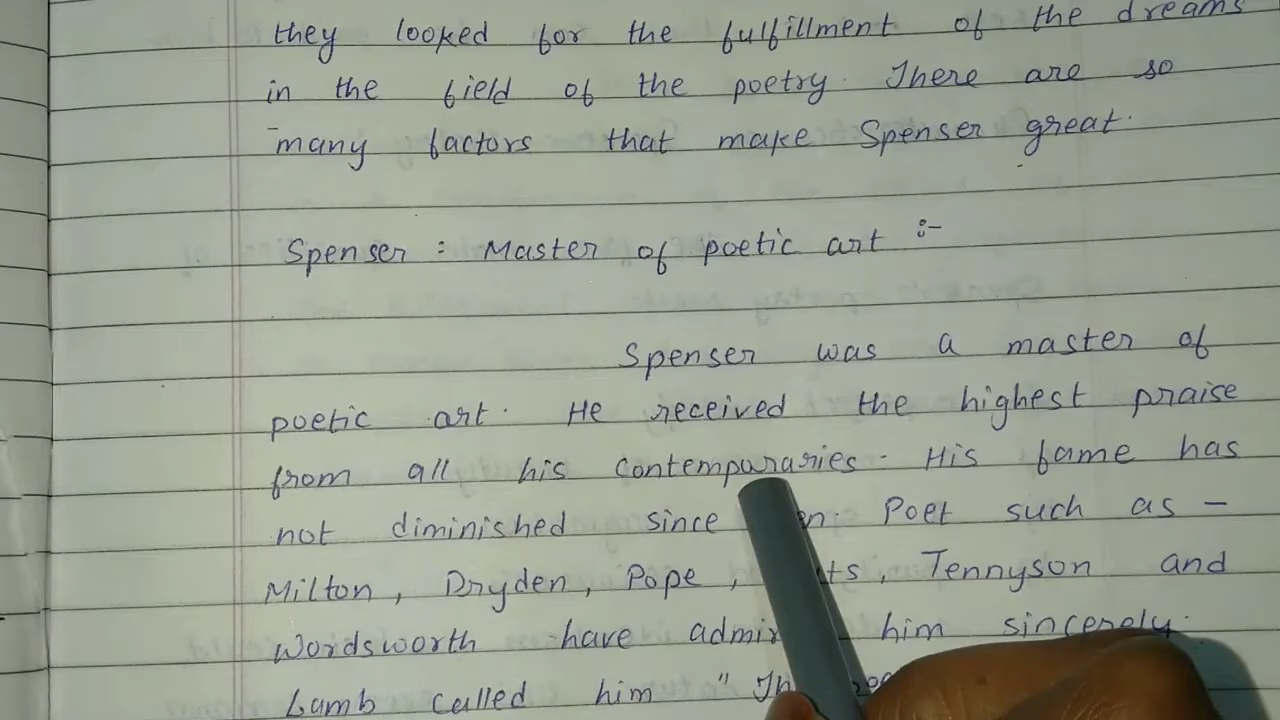 they looked for the fulfillment of the dreams
in the field of the poetry. There are so
many factors that make Spenser great.
Spenser : Master of poetic art :-
Spenser was a master of
poetic art. He received the highest praise
from all his Contempuraries. His fame has
not diminished since Poet such as -
Milton, Dryden, Pope, Tennyson and
Wordsworth have him sincerely.
Lamb called him "